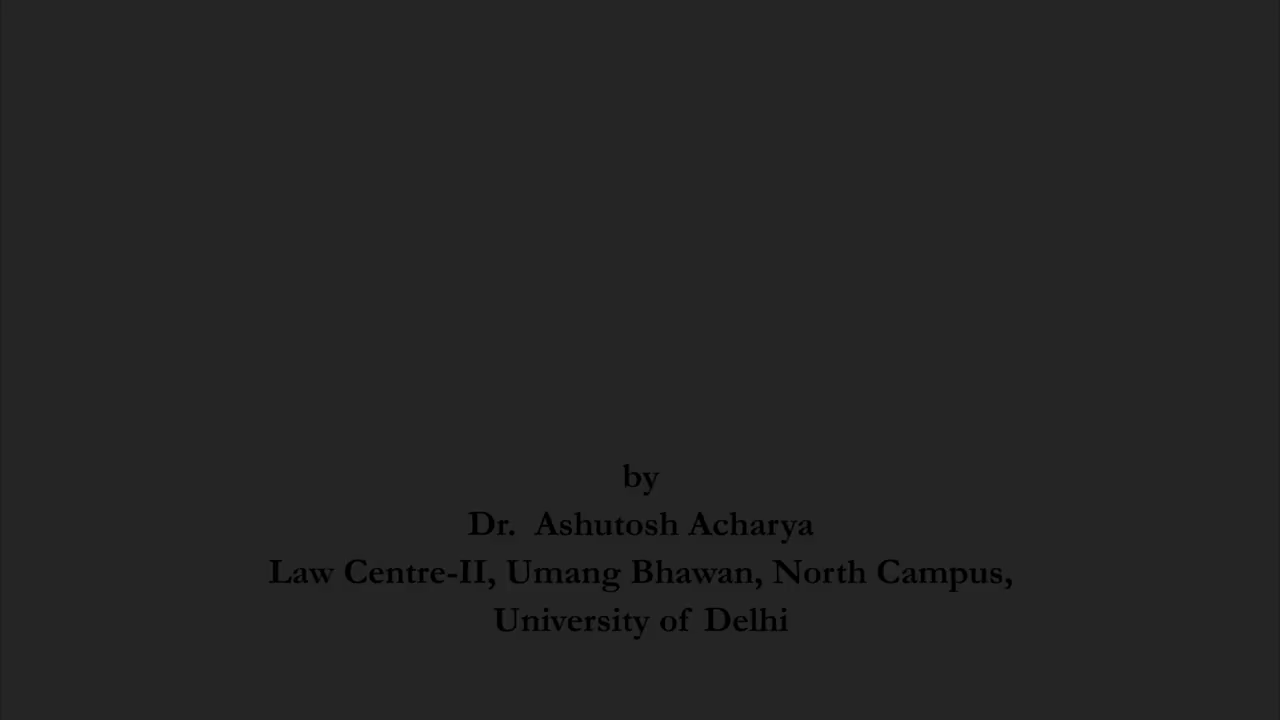 by
Dr. Ashutosh Acharya
Law Centre-II, Umang Bhawan, North Campus,
University of Delhi